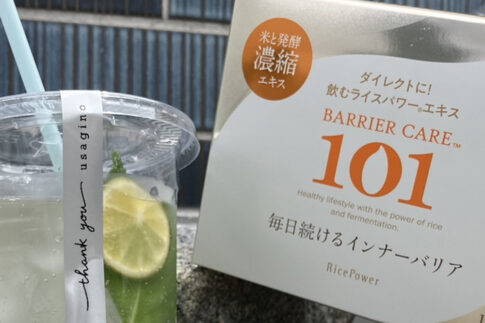 thank you usagino
米と発酵
濃縮
エキス
ダイレクトに!
飲むライスパワー®エキス
BARRIER CARE™
101
Healthy lifestyle with the power of rice
and fermentation.
毎日続けるインナーバリア
RicePower